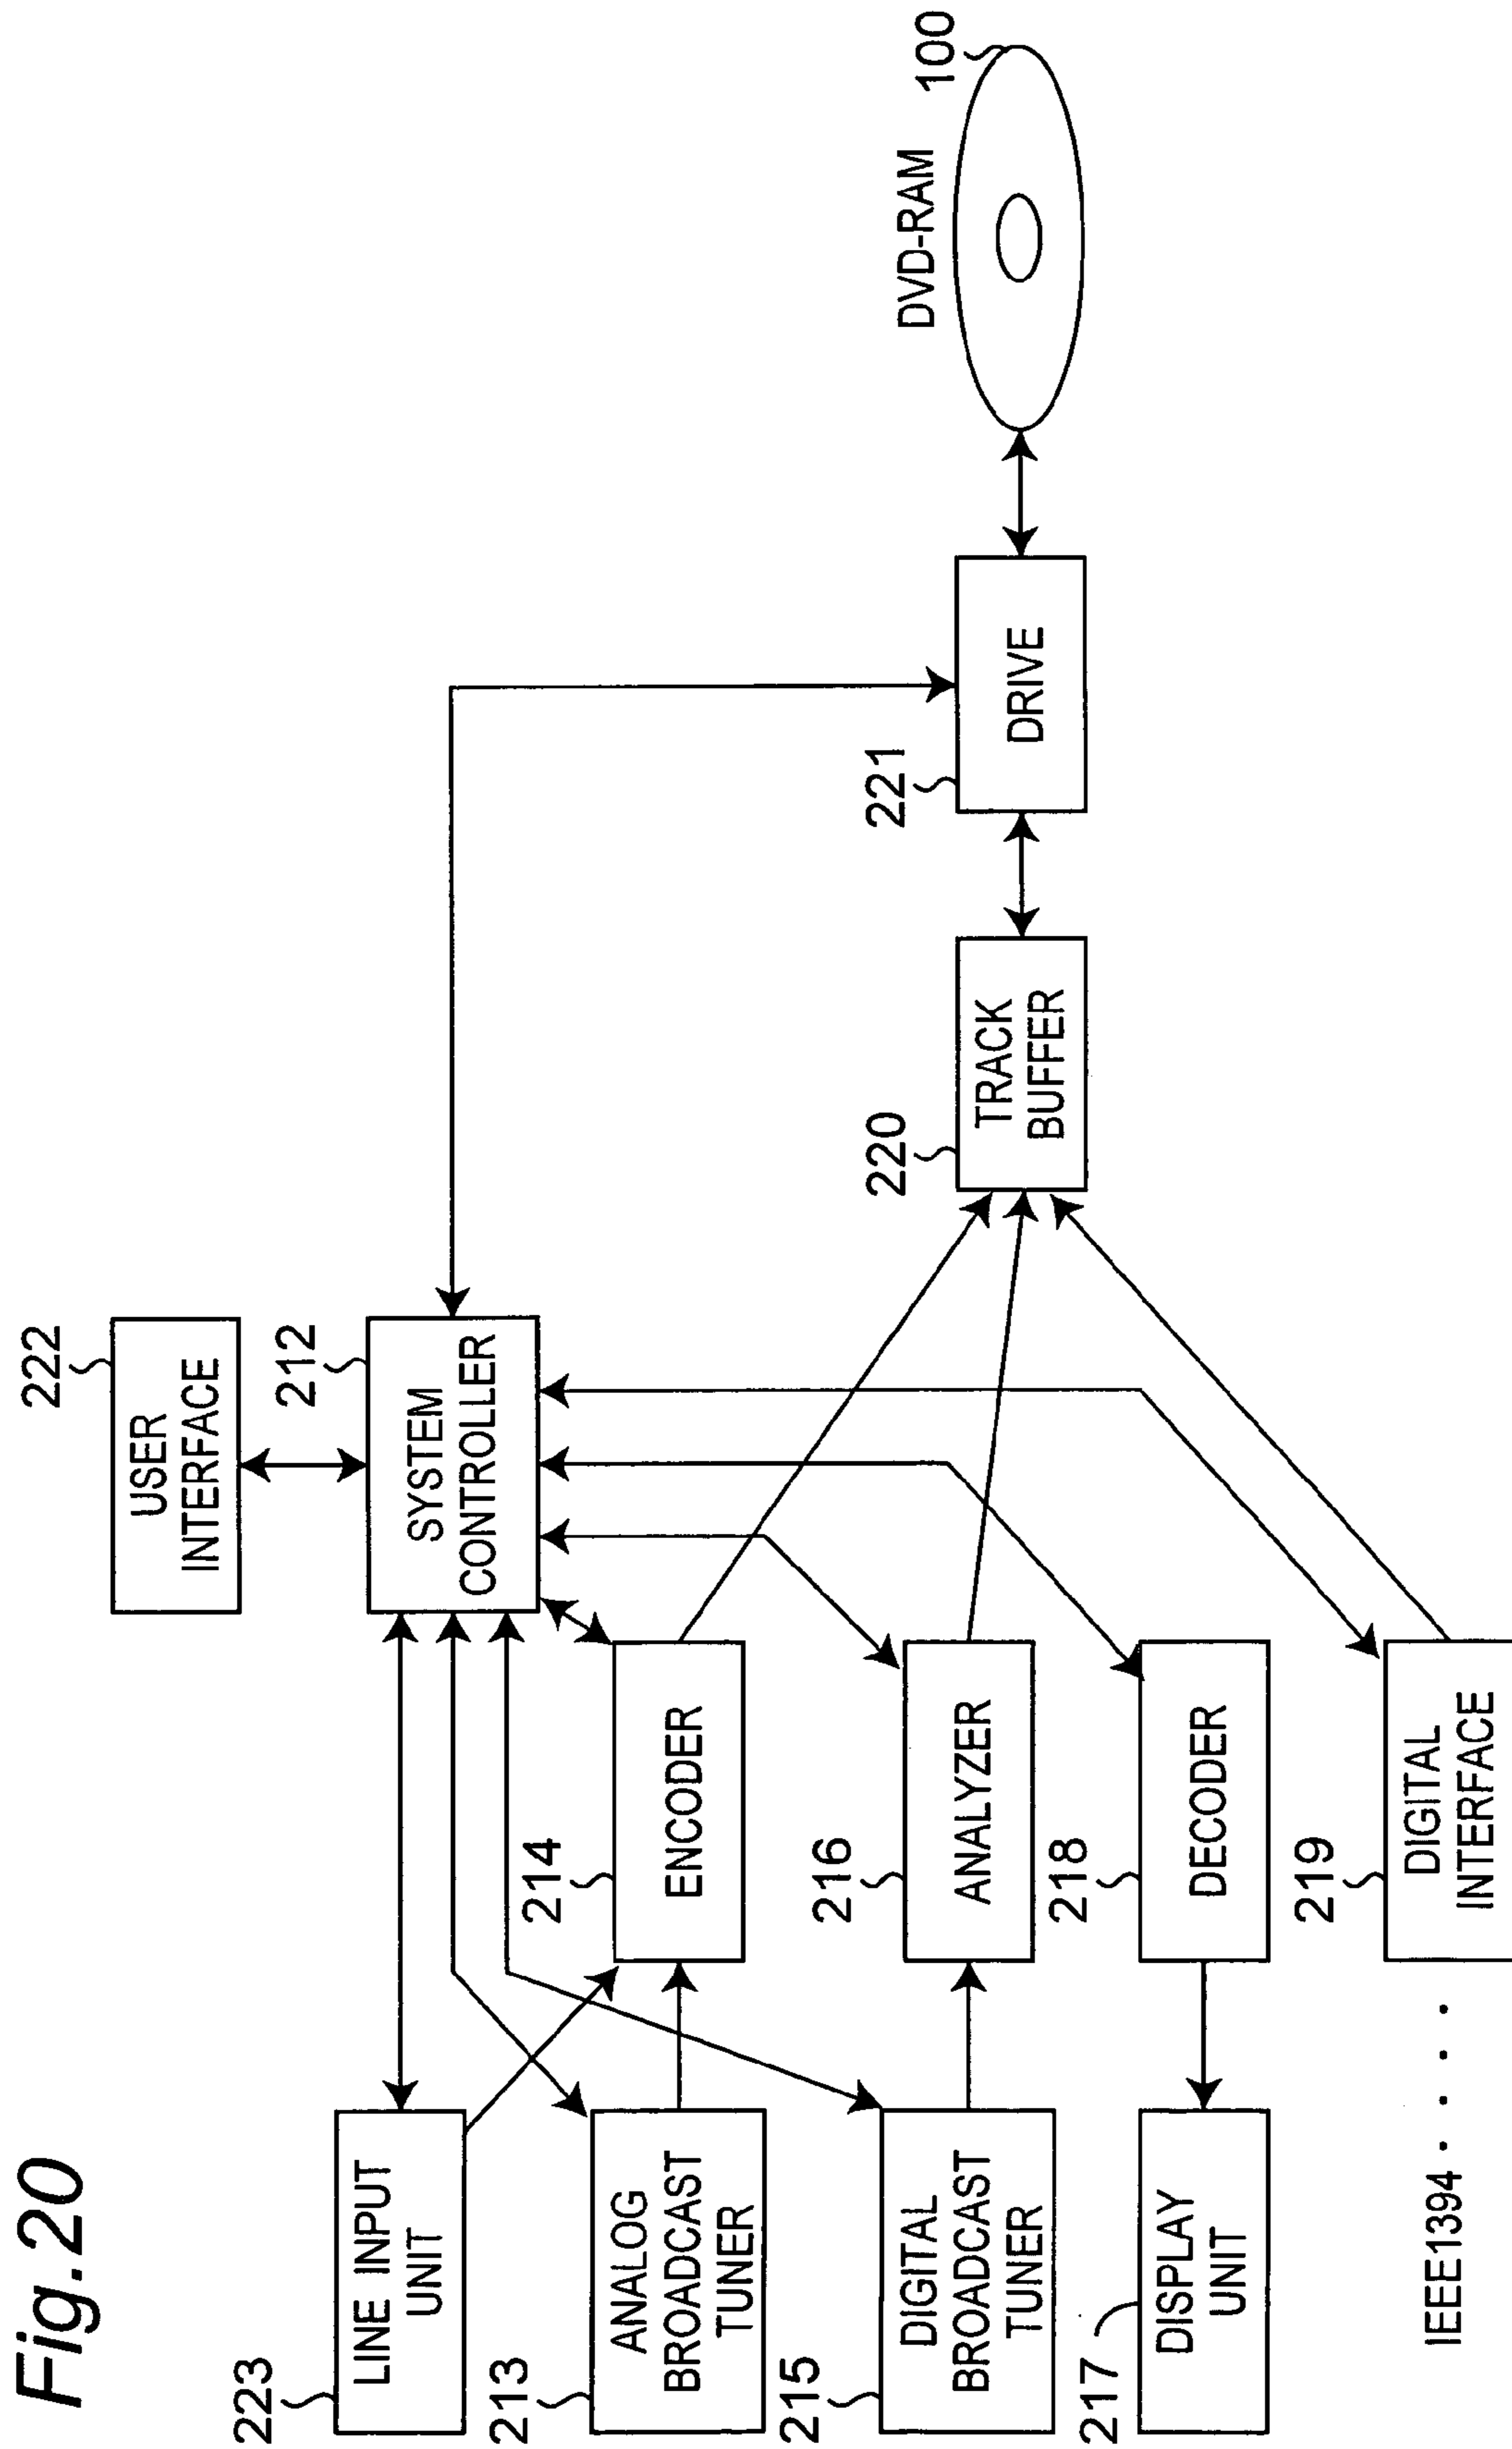 Fig.20
222
USER
INTERFACE
212
SYSTEM
CONTROLLER
223
LINE INPUT
UNIT
213
ANALOG
BROADCAST
TUNER
214
ENCODER
215
DIGITAL
BROADCAST
TUNER
216
ANALYZER
217
DISPLAY
UNIT
218
DECODER
219
DIGITAL
INTERFACE
IEEE1394 · · · ·
220
TRACK
BUFFER
221
DRIVE
DVD-RAM
100